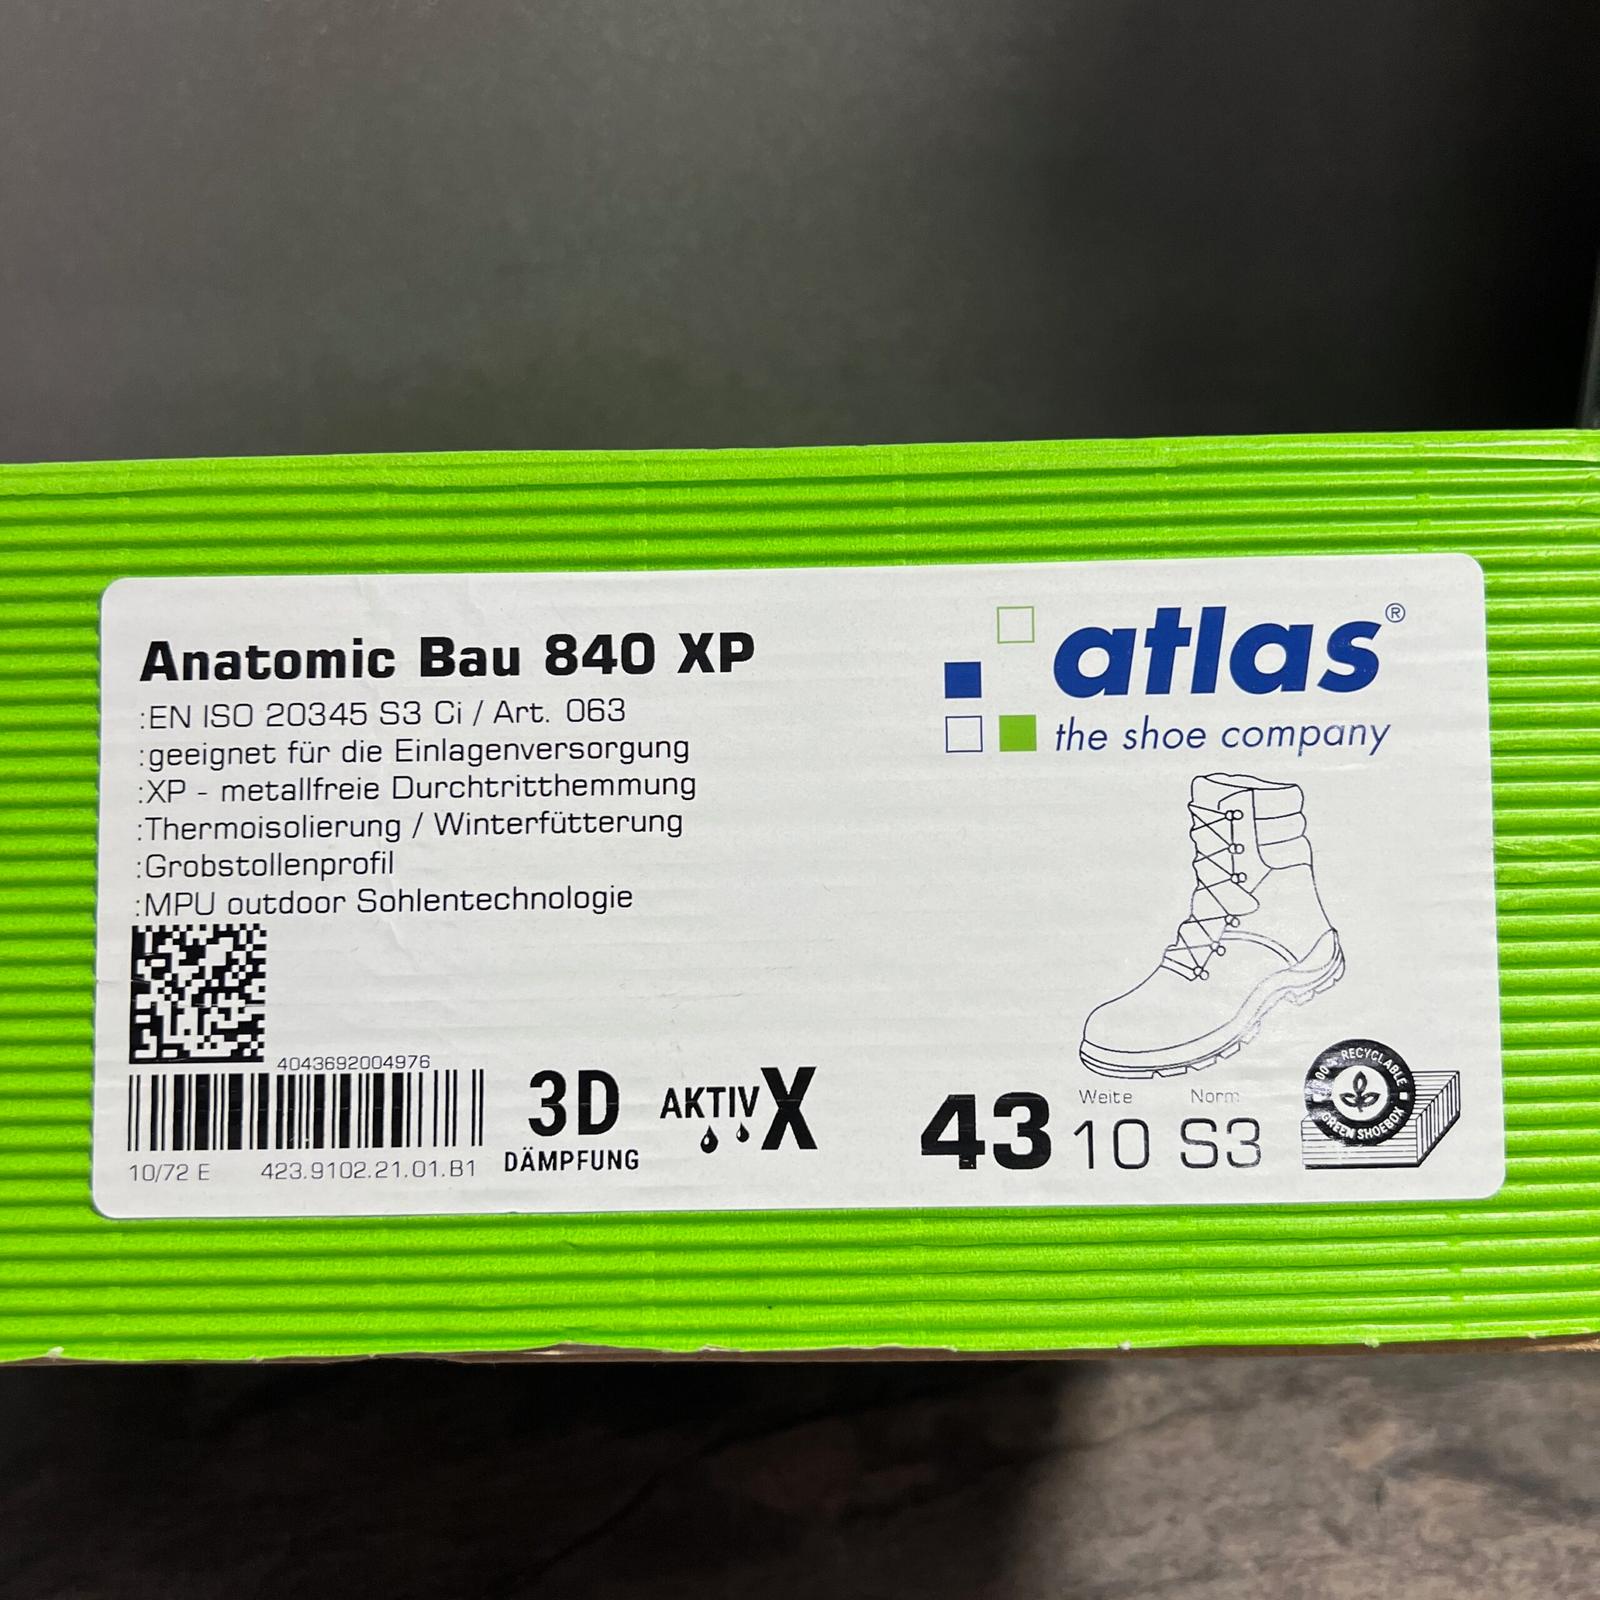 Anatomic Bau 840 XP
:EN ISO 20345 S3 Ci / Art. 063
:geeignet für die Einlagenversorgung
:XP - metallfreie Durchtritthemmung
:Thermoisolierung / Winterfütterung
:Grobstollenprofil
:MPU outdoor Sohlentechnologie
atlas®
the shoe company
4043692004976
10/72 E 423.9102.21.01.B1
3D
DÄMPFUNG
AKTIV X
43
Weite
10
Norm
S3
RECYCLABLE
GREEN SHOEBOX